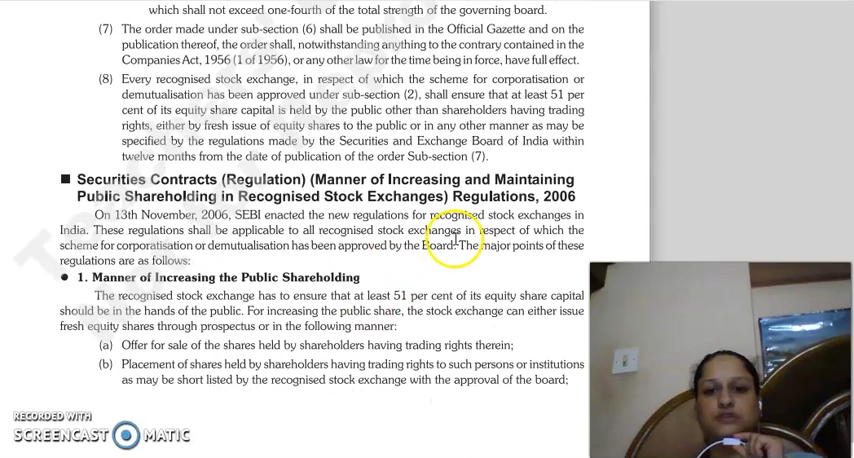 which shall not exceed one-fourth of the total strength of the governing board.
(7) The order made under sub-section (6) shall be published in the Official Gazette and on the
publication thereof, the order shall, notwithstanding anything to the contrary contained in the
Companies Act, 1956 (1 of 1956), or any other law for the time being in force, have full effect.
(8) Every recognised stock exchange, in respect of which the scheme for corporatisation or
demutualisation has been approved under sub-section (2), shall ensure that at least 51 per
cent of its equity share capital is held by the public other than shareholders having trading
rights, either by fresh issue of equity shares to the public or in any other manner as may be
specified by the regulations made by the Securities and Exchange Board of India within
twelve months from the date of publication of the order Sub-section (7).
■ Securities Contracts (Regulation) (Manner of Increasing and Maintaining
Public Shareholding in Recognised Stock Exchanges) Regulations, 2006
On 13th November, 2006, SEBI enacted the new regulations for recognised stock exchanges in
India. These regulations shall be applicable to all recognised stock exchanges in respect of which the
scheme for corporatisation or demutualisation has been approved by the Board. The major points of these
regulations are as follows:
● 1. Manner of Increasing the Public Shareholding
The recognised stock exchange has to ensure that at least 51 per cent of its equity share capital
should be in the hands of the public. For increasing the public share, the stock exchange can either issue
fresh equity shares through prospectus or in the following manner:
(a) Offer for sale of the shares held by shareholders having trading rights therein;
(b) Placement of shares held by shareholders having trading rights to such persons or institutions
as may be short listed by the recognised stock exchange with the approval of the board;
RECORDED WITH
SCREENCAST MATIC